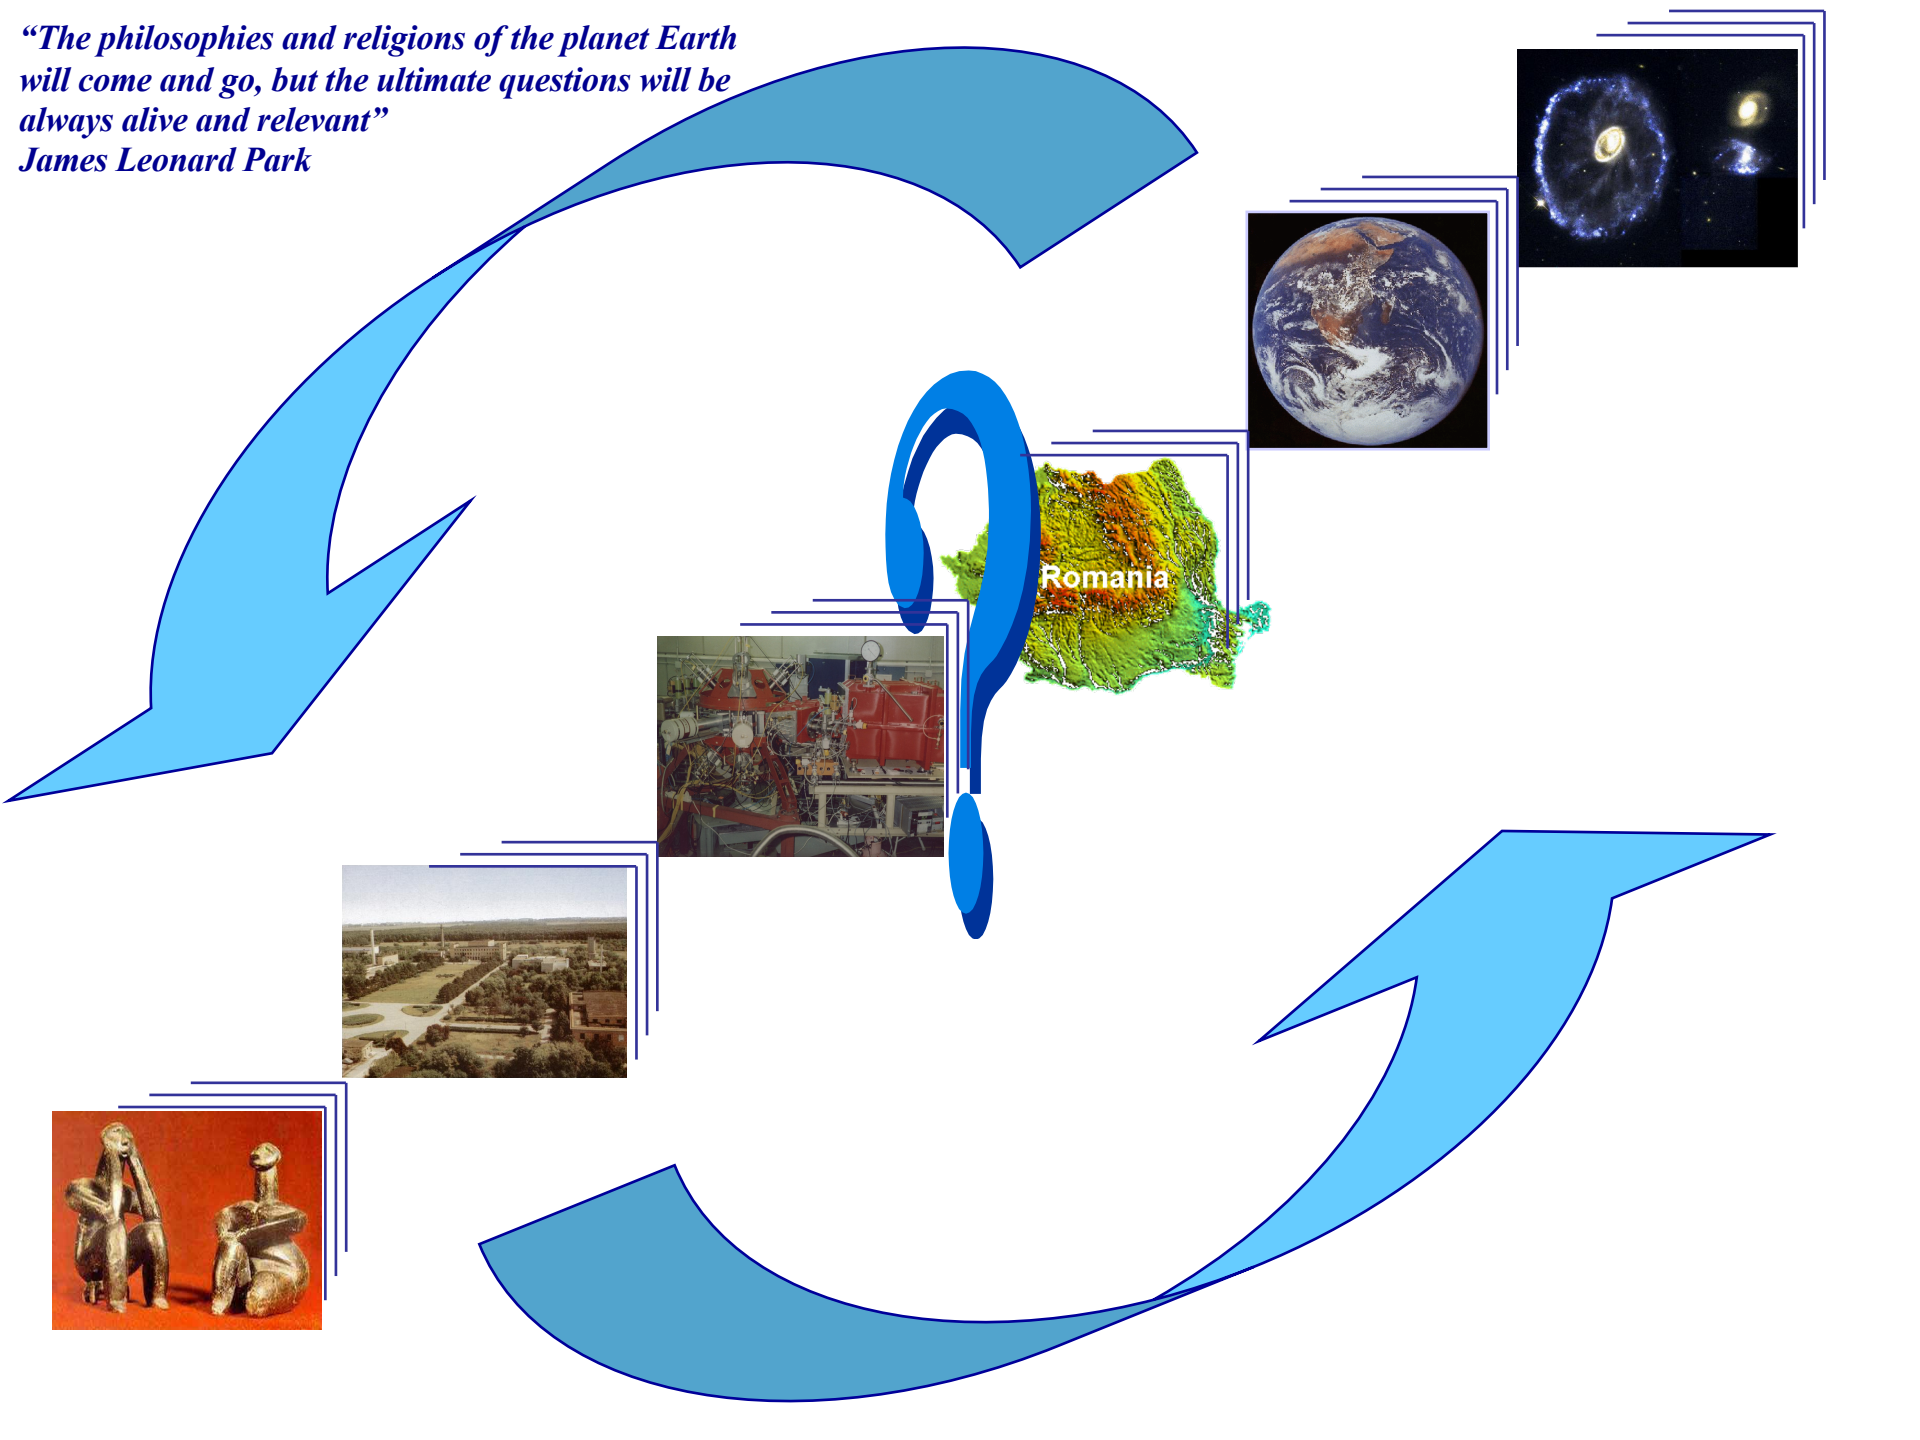 “The philosophies and religions of the planet Earth
will come and go, but the ultimate questions will be
always alive and relevant”
James Leonard Park
Romania